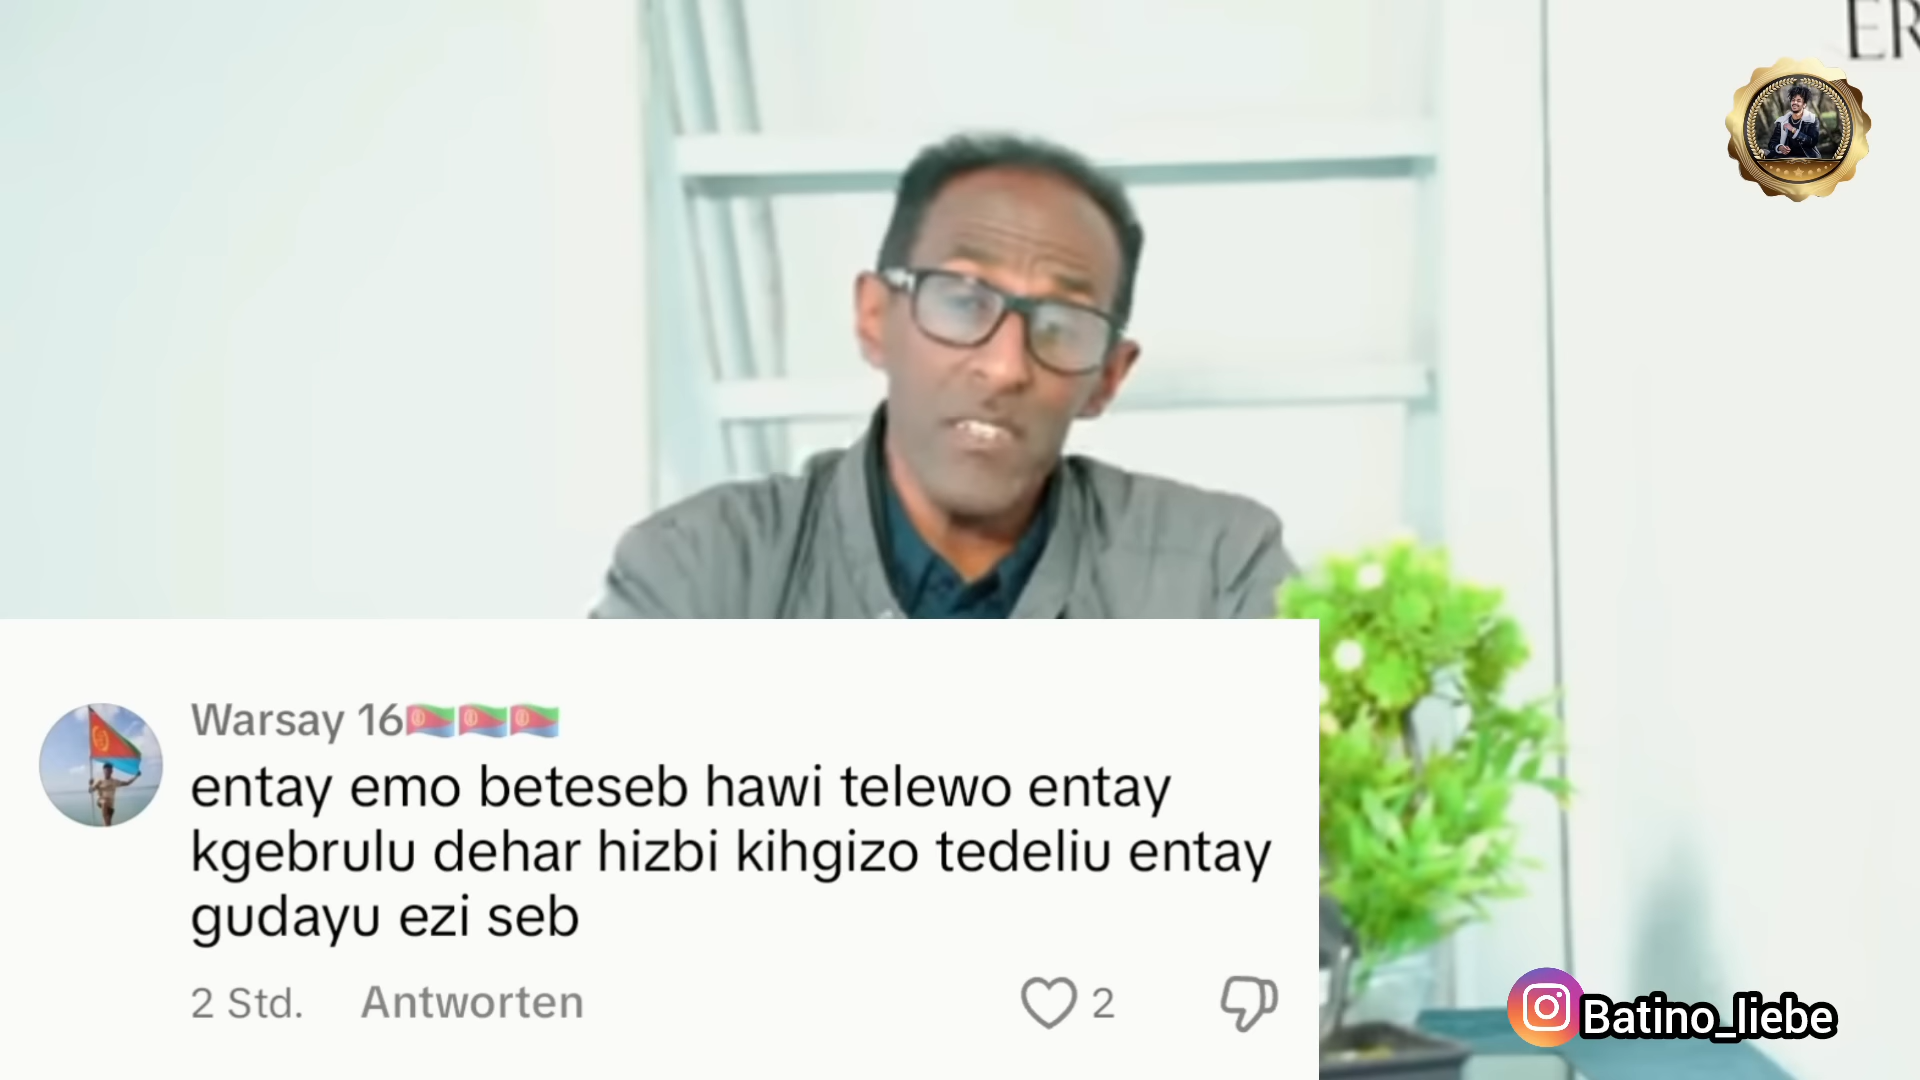 ER
Warsay 16🇪🇷🇪🇷🇪🇷
entay emo beteseb hawi telewo entay
kgebrulu dehar hizbi kihgizo tedeliu entay
gudayu ezi seb
2 Std. Antworten 2
Batino_liebe